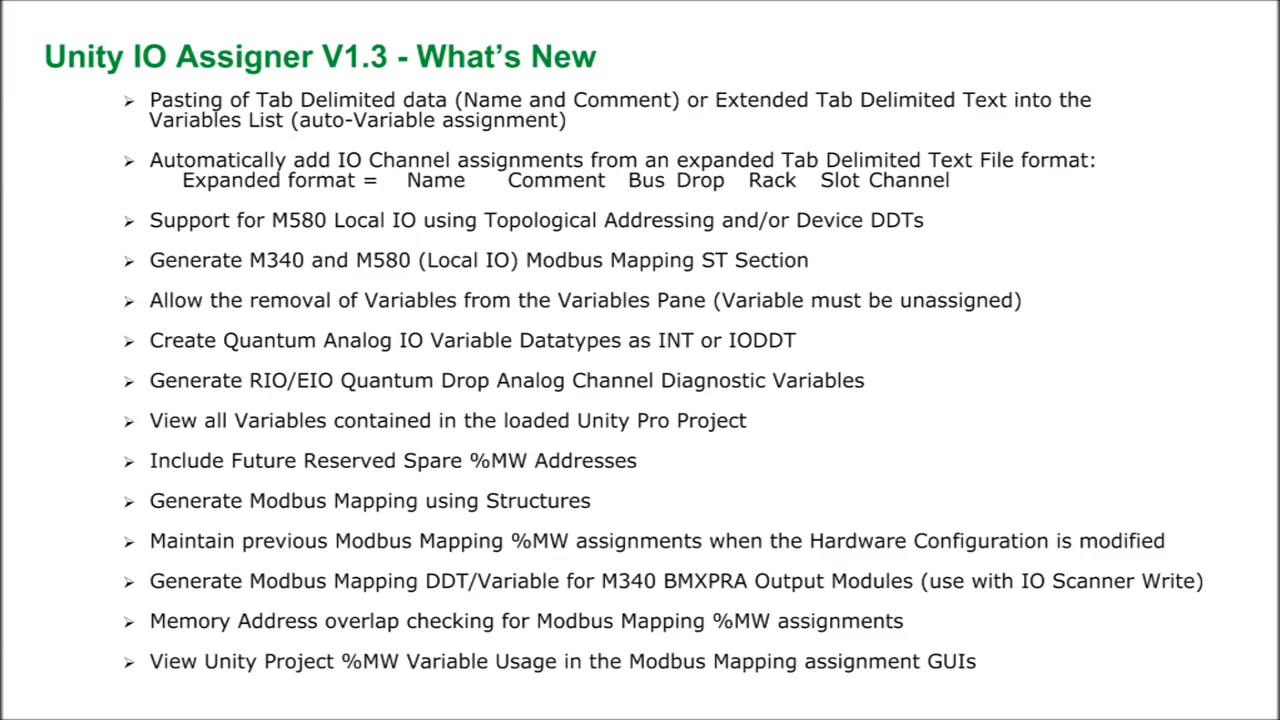 Unity IO Assigner V1.3 - What's New
➢ Pasting of Tab Delimited data (Name and Comment) or Extended Tab Delimited Text into the
Variables List (auto-Variable assignment)
➢ Automatically add IO Channel assignments from an expanded Tab Delimited Text File format:
Expanded format = Name Comment Bus Drop Rack Slot Channel
➢ Support for M580 Local IO using Topological Addressing and/or Device DDTs
➢ Generate M340 and M580 (Local IO) Modbus Mapping ST Section
➢ Allow the removal of Variables from the Variables Pane (Variable must be unassigned)
➢ Create Quantum Analog IO Variable Datatypes as INT or IODDT
➢ Generate RIO/EIO Quantum Drop Analog Channel Diagnostic Variables
➢ View all Variables contained in the loaded Unity Pro Project
➢ Include Future Reserved Spare %MW Addresses
➢ Generate Modbus Mapping using Structures
➢ Maintain previous Modbus Mapping %MW assignments when the Hardware Configuration is modified
➢ Generate Modbus Mapping DDT/Variable for M340 BMXPRA Output Modules (use with IO Scanner Write)
➢ Memory Address overlap checking for Modbus Mapping %MW assignments
➢ View Unity Project %MW Variable Usage in the Modbus Mapping assignment GUIs